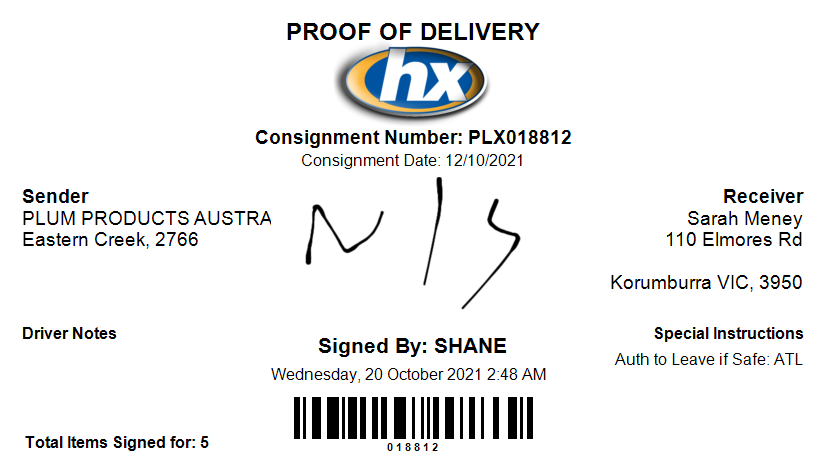 PROOF OF DELIVERY
hx
Consignment Number: PLX018812
Consignment Date: 12/10/2021
Sender
PLUM PRODUCTS AUSTRA
Eastern Creek, 2766
Receiver
Sarah Meney
110 Elmores Rd
Korumburra VIC, 3950
Driver Notes
Signed By: SHANE
Wednesday, 20 October 2021 2:48 AM
Special Instructions
Auth to Leave if Safe: ATL
018812
Total Items Signed for: 5